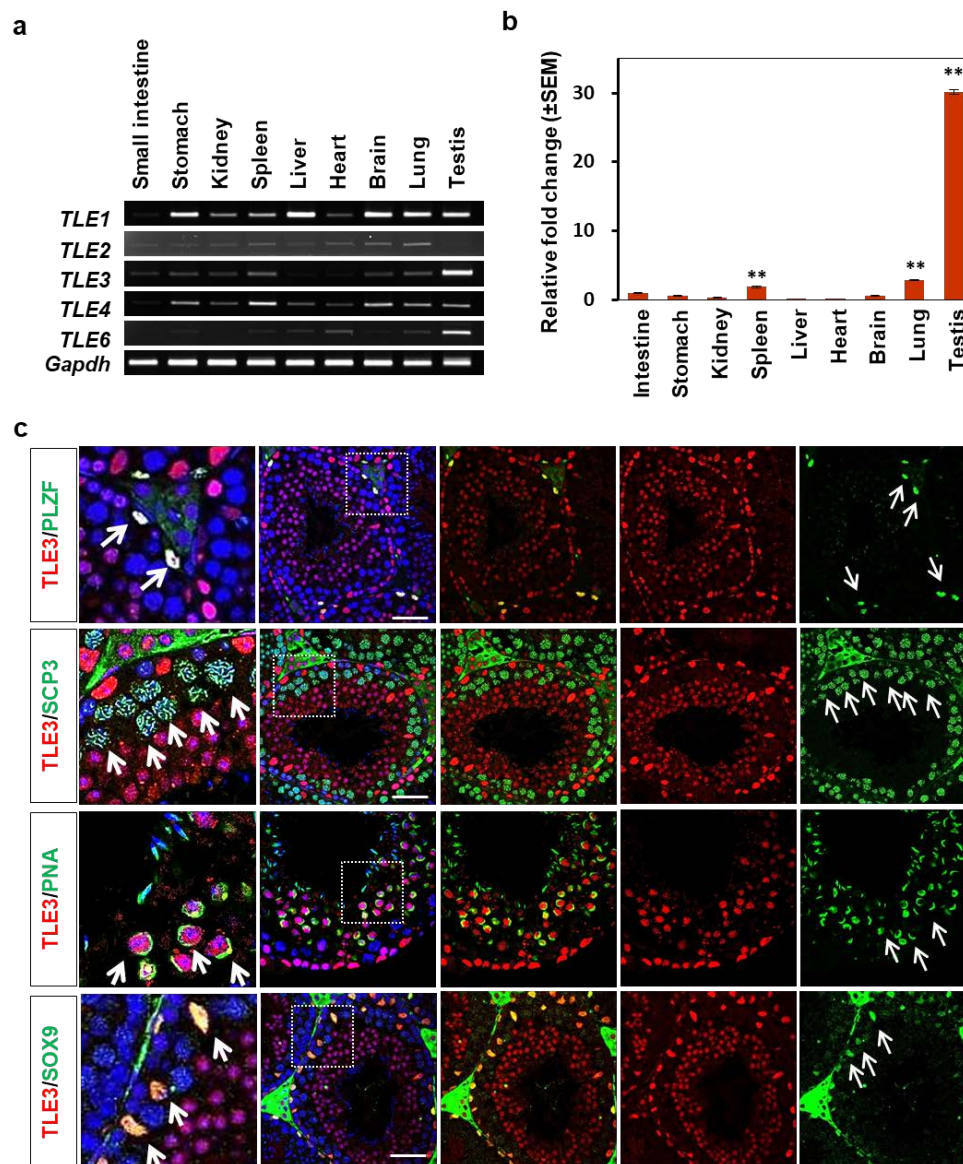 a
Small intestine
Stomach
Kidney
Spleen
Liver
Heart
Brain
Lung
Testis
TLE1
TLE2
TLE3
TLE4
TLE6
Gapdh
b
Relative fold change (±SEM)
30
20
10
0
**
**
**
Intestine
Stomach
Kidney
Spleen
Liver
Heart
Brain
Lung
Testis
c
TLE3/PLZF
TLE3/SCP3
TLE3/PNA
TLE3/SOX9